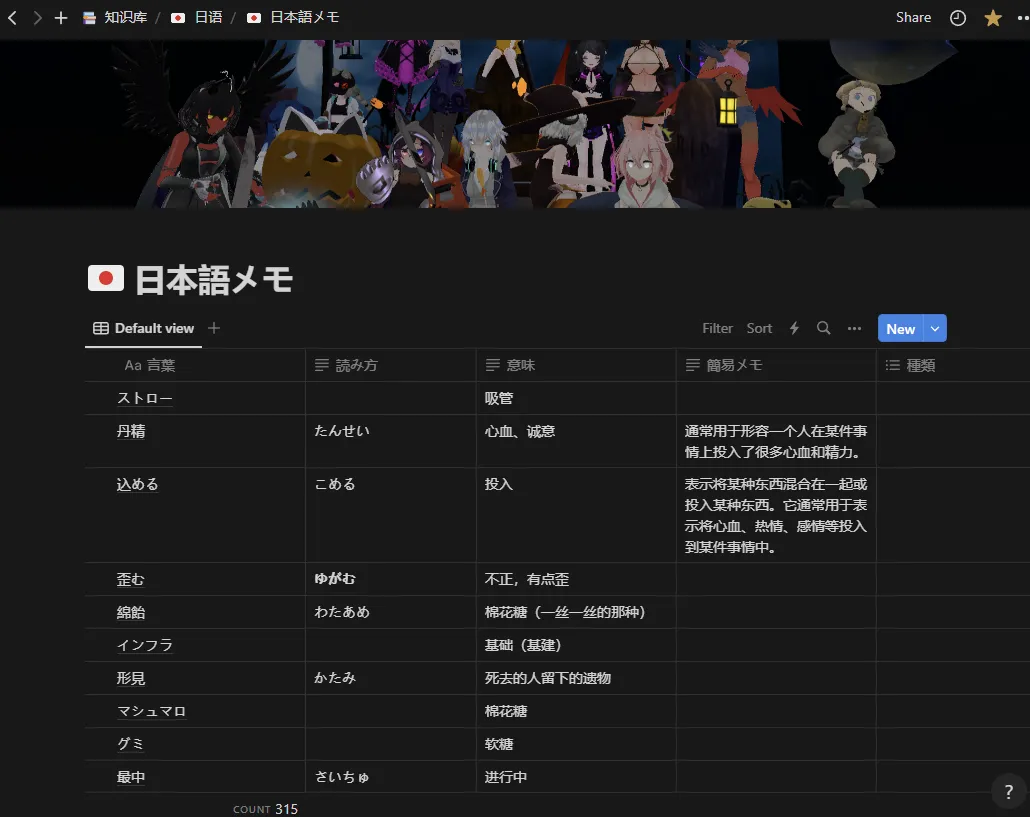 知识库 / 日语 / 日本語メモ
Share
日本語メモ
Default view
Filter Sort New
Aa 言葉 読み方 意味 簡易メモ 種類
ストロー 吸管
丹精 たんせい 心血、诚意 通常用于形容一个人在某件事
情上投入了很多心血和精力。
込める こめる 投入 表示将某种东西混合在一起或
投入某种东西。它通常用于表
示将心血、热情、感情等投入
到某件事情中。
歪む ゆがむ 不正，有点歪
綿飴 わたあめ 棉花糖（一丝一丝的那种）
インフラ 基础（基建）
形見 かたみ 死去的人留下的遗物
マシュマロ 棉花糖
グミ 软糖
最中 さいちゅ 进行中
COUNT 315
?